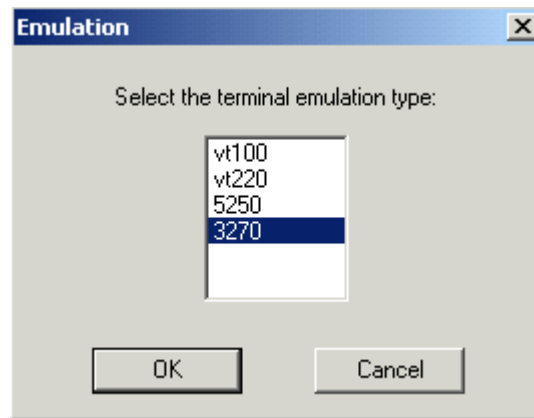 Emulation
Select the terminal emulation type:
vt100
vt220
5250
3270
OK
Cancel